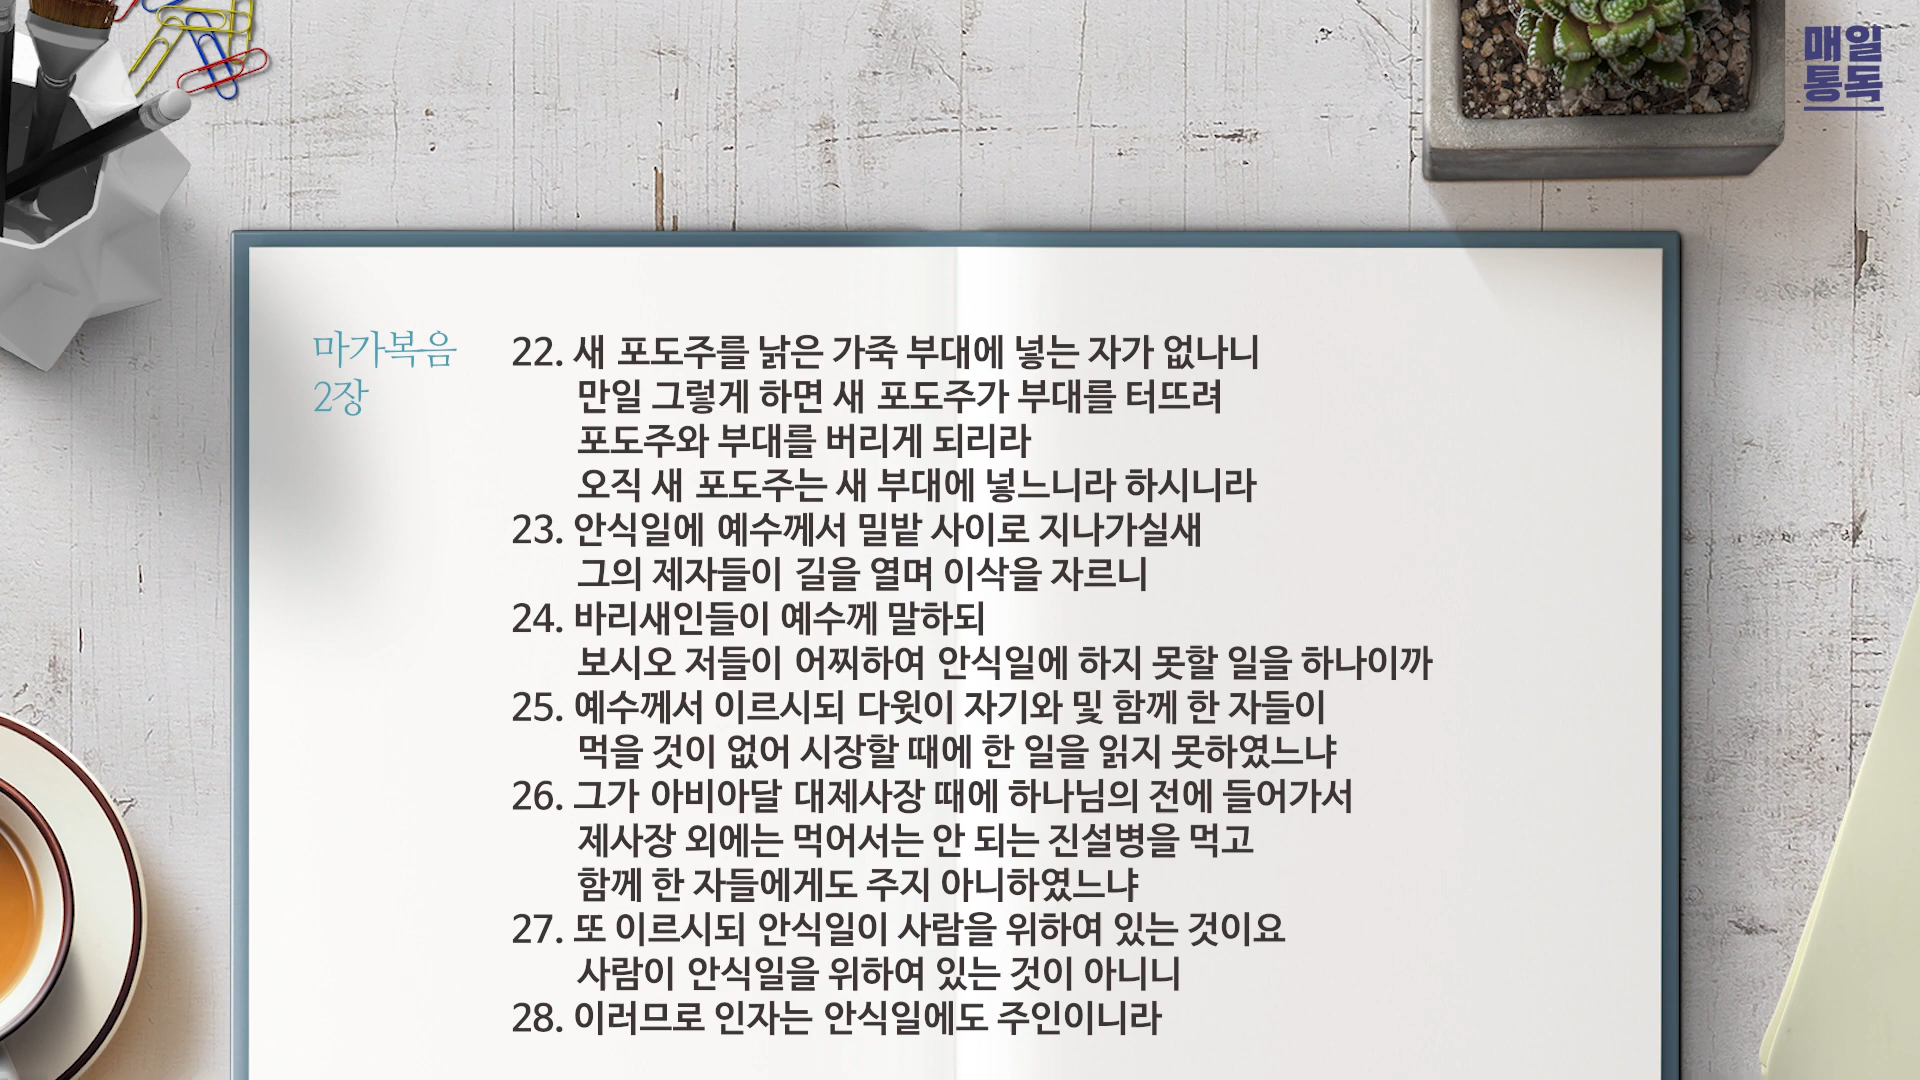 매일
통독
마가복음
2장
22. 새 포도주를 낡은 가죽 부대에 넣는 자가 없나니
만일 그렇게 하면 새 포도주가 부대를 터뜨려
포도주와 부대를 버리게 되리라
오직 새 포도주는 새 부대에 넣느니라 하시니라
23. 안식일에 예수께서 밀밭 사이로 지나가실새
그의 제자들이 길을 열며 이삭을 자르니
24. 바리새인들이 예수께 말하되
보시오 저들이 어찌하여 안식일에 하지 못할 일을 하나이까
25. 예수께서 이르시되 다윗이 자기와 및 함께 한 자들이
먹을 것이 없어 시장할 때에 한 일을 읽지 못하였느냐
26. 그가 아비아달 대제사장 때에 하나님의 전에 들어가서
제사장 외에는 먹어서는 안 되는 진설병을 먹고
함께 한 자들에게도 주지 아니하였느냐
27. 또 이르시되 안식일이 사람을 위하여 있는 것이요
사람이 안식일을 위하여 있는 것이 아니니
28. 이러므로 인자는 안식일에도 주인이니라